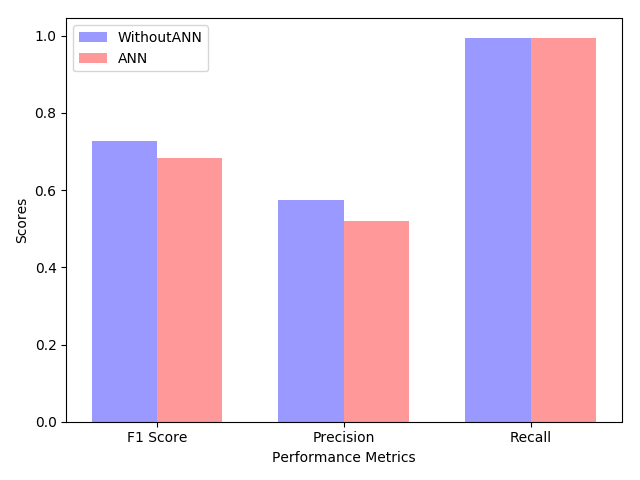 WithoutANN
ANN
Scores
1.0
0.8
0.6
0.4
0.2
0.0
F1 Score
Precision
Recall
Performance Metrics